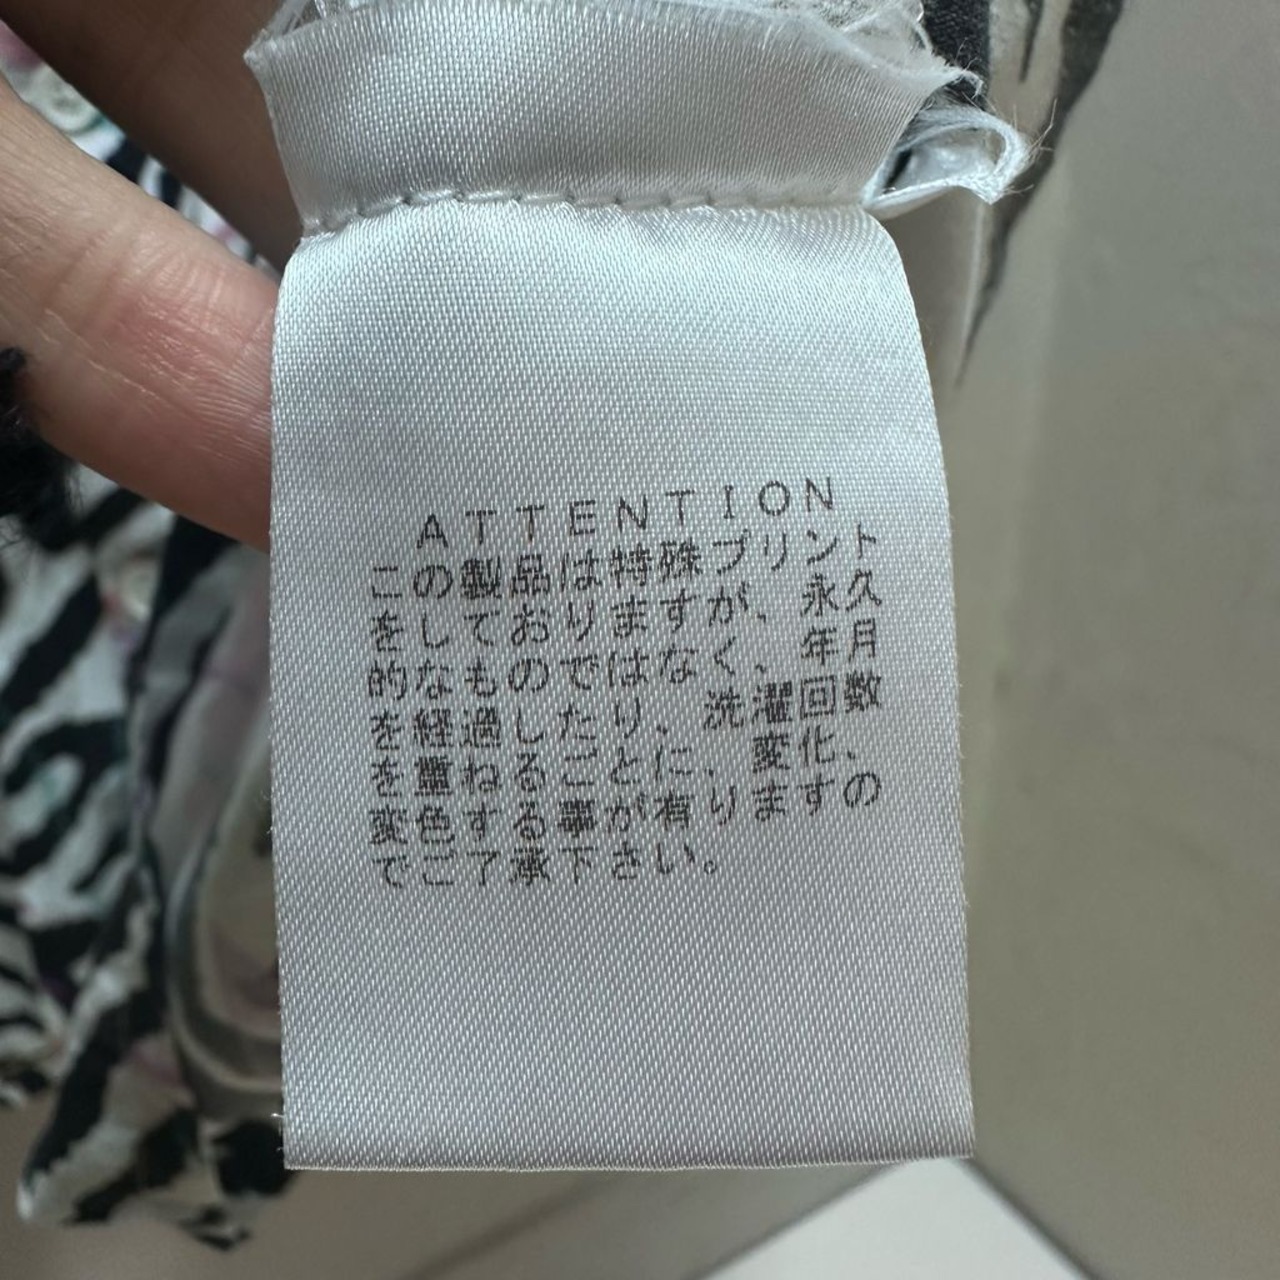 ATTENTION
この製品は特殊プリント
をしておりますが、永久
的なものではなく、年月
を経過したり、洗濯回数
を重ねるごとに、変化、
変色する事が有りますの
でご了承下さい。